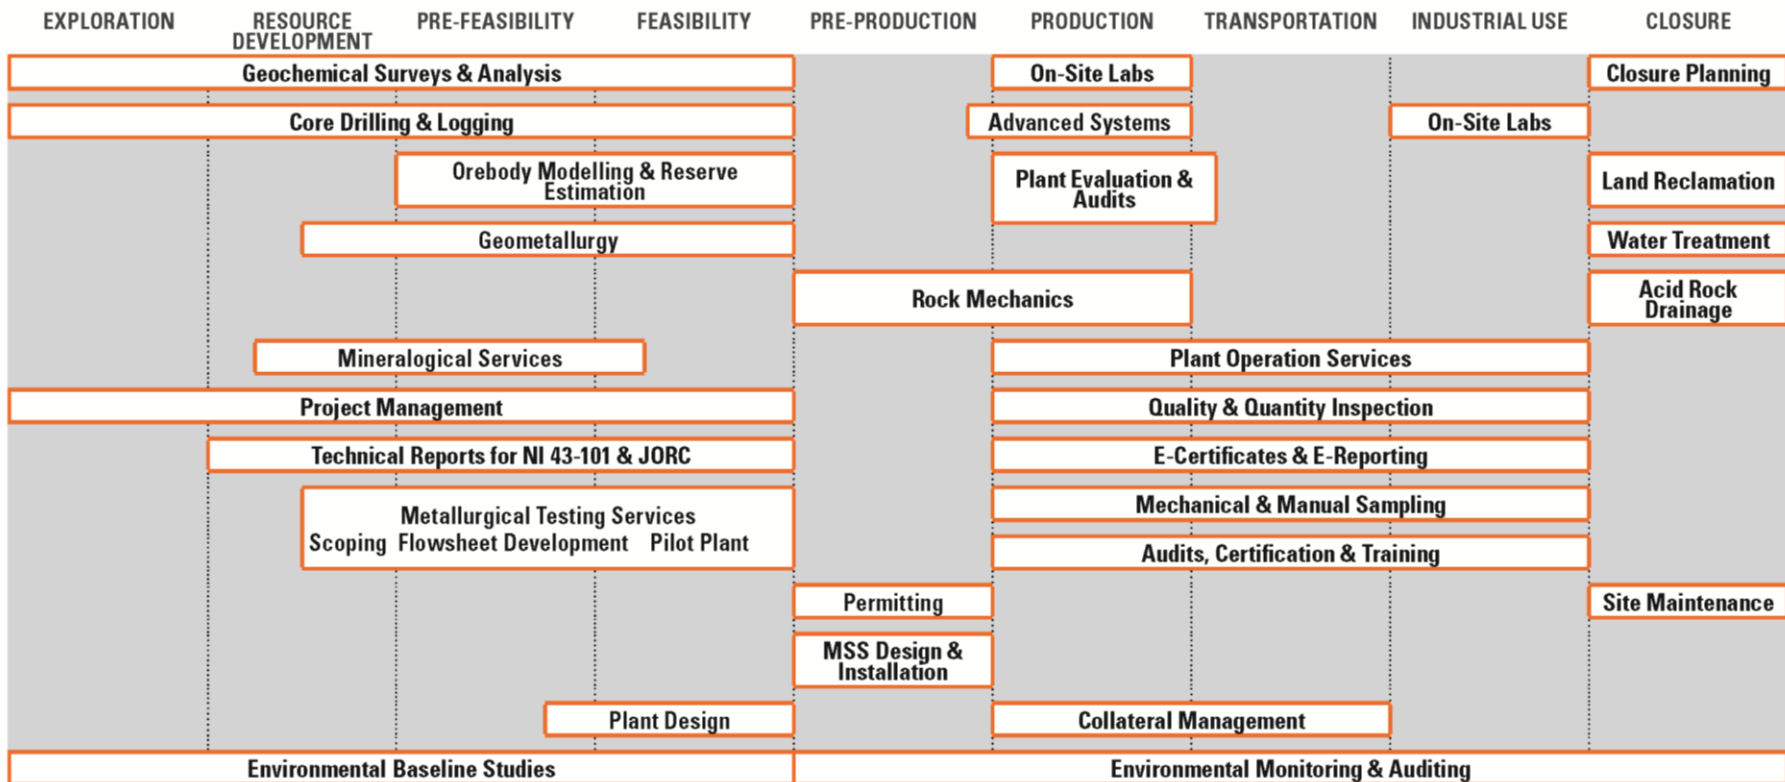 EXPLORATION
RESOURCE
DEVELOPMENT
PRE-FEASIBILITY
FEASIBILITY
PRE-PRODUCTION
PRODUCTION
TRANSPORTATION
INDUSTRIAL USE
CLOSURE
Geochemical Surveys & Analysis
On-Site Labs
Closure Planning
Core Drilling & Logging
Advanced Systems
On-Site Labs
Orebody Modelling & Reserve
Estimation
Plant Evaluation &
Audits
Land Reclamation
Geometallurgy
Water Treatment
Rock Mechanics
Acid Rock
Drainage
Mineralogical Services
Plant Operation Services
Project Management
Quality & Quantity Inspection
Technical Reports for NI 43-101 & JORC
E-Certificates & E-Reporting
Metallurgical Testing Services
Scoping Flowsheet Development Pilot Plant
Mechanical & Manual Sampling
Audits, Certification & Training
Permitting
Site Maintenance
MSS Design &
Installation
Plant Design
Collateral Management
Environmental Baseline Studies
Environmental Monitoring & Auditing